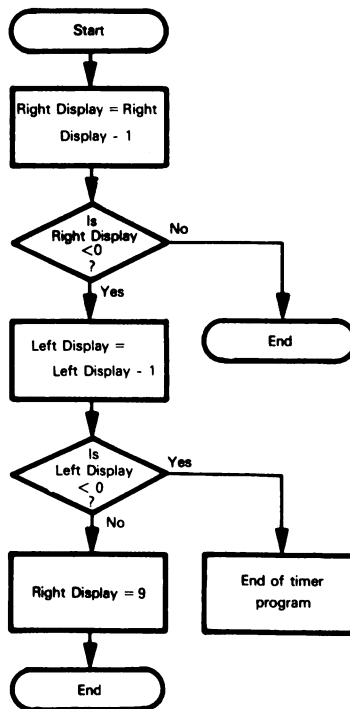 Start
Right Display = Right
Display - 1
Is
Right Display
<0
?
No
Yes
End
Left Display =
Left Display - 1
Is
Left Display
< 0
?
Yes
No
Right Display = 9
End of timer
program
End